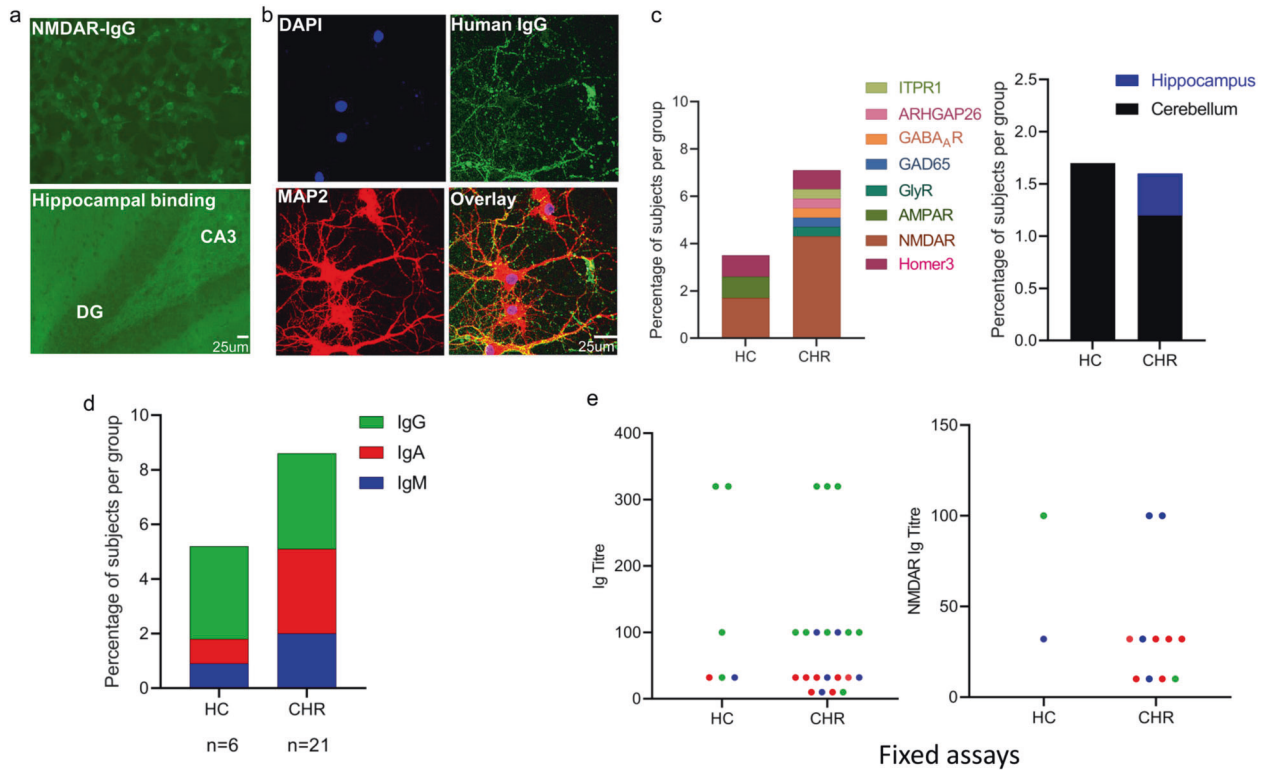 a
NMDAR-IgG
Hippocampal binding
CA3
DG
25um
b
DAPI
Human IgG
MAP2
Overlay
25um
c
Percentage of subjects per group
10
8
6
4
2
0
HC
CHR
ITPR1
ARHGAP26
GABAAR
GAD65
GlyR
AMPAR
NMDAR
Homer3
Percentage of subjects per group
2.5
2.0
1.5
1.0
0.5
0.0
HC
CHR
Hippocampus
Cerebellum
d
Percentage of subjects per group
10
8
6
4
2
0
HC
CHR
n=6
n=21
IgG
IgA
IgM
e
Ig Titre
400
300
200
100
0
HC
CHR
NMDAR Ig Titre
150
100
50
0
HC
CHR
Fixed assays